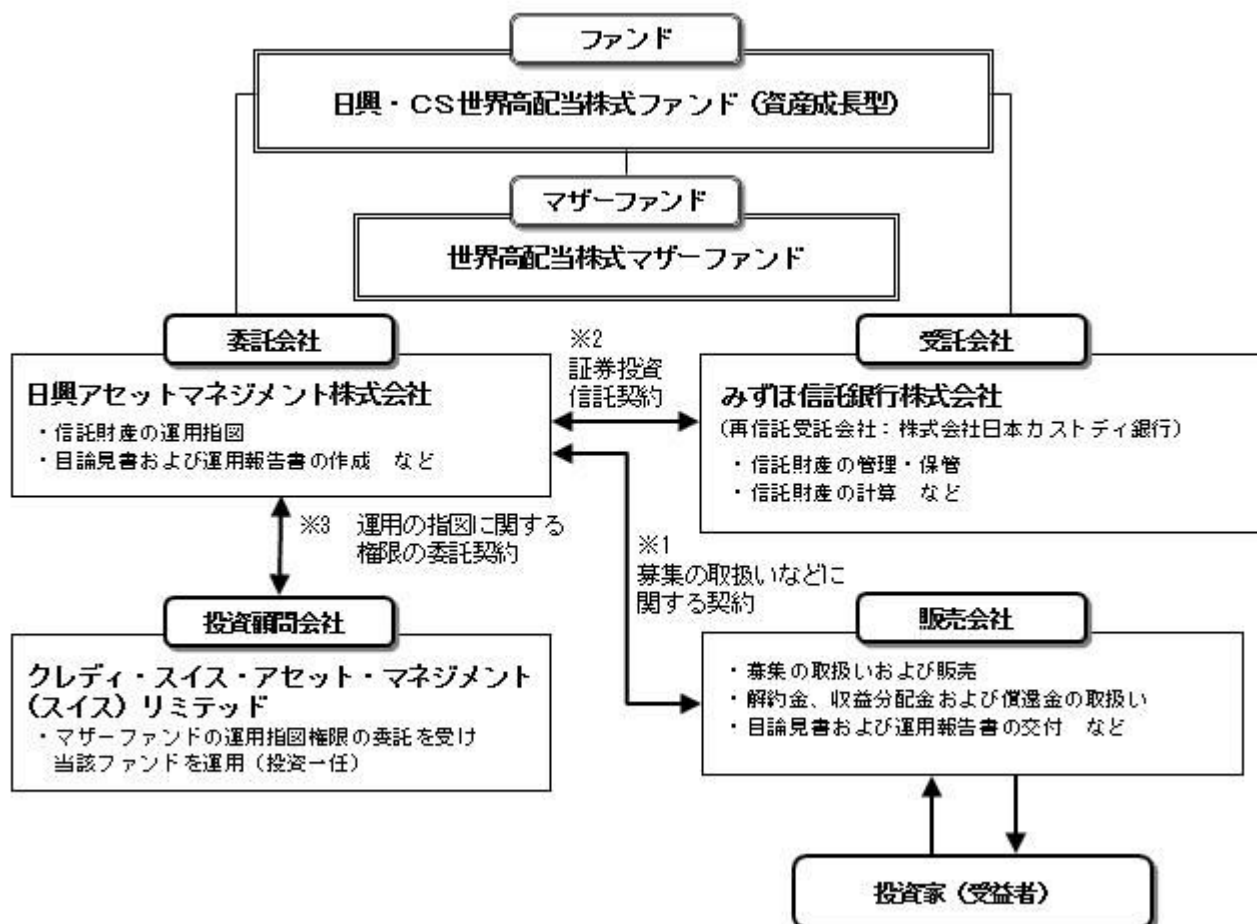 ファンド
日興・CS世界高配当株式ファンド(資産成長型)
マザーファンド
世界高配当株式マザーファンド
委託会社
日興アセットマネジメント株式会社
・信託財産の運用指図
・目論見書および運用報告書の作成 など
※2
証券投資
信託契約
受託会社
みずほ信託銀行株式会社
(再信託受託会社:株式会社日本カストディ銀行)
・信託財産の管理・保管
・信託財産の計算 など
※3 運用の指図に関する
権限の委託契約
※1
募集の取扱いなどに
関する契約
投資顧問会社
クレディ・スイス・アセット・マネジメント
(スイス)リミテッド
・マザーファンドの運用指図権限の委託を受け
当該ファンドを運用(投資一任)
販売会社
・募集の取扱いおよび販売
・解約金、収益分配金および償還金の取扱い
・目論見書および運用報告書の交付 など
投資家(受益者)